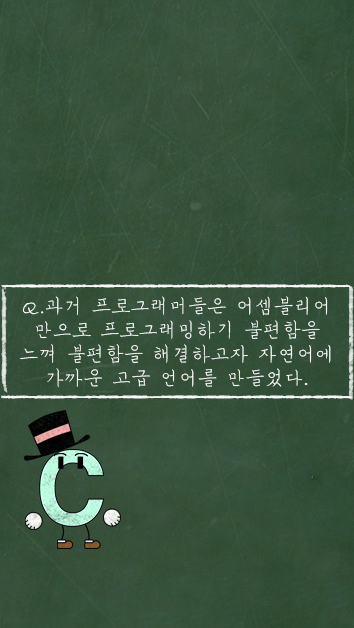 Q.과거 프로그래머들은 어셈블리어
만으로 프로그래밍하기 불편함을
느껴 불편함을 해결하고자 자연어에
가까운 고급 언어를 만들었다.
C